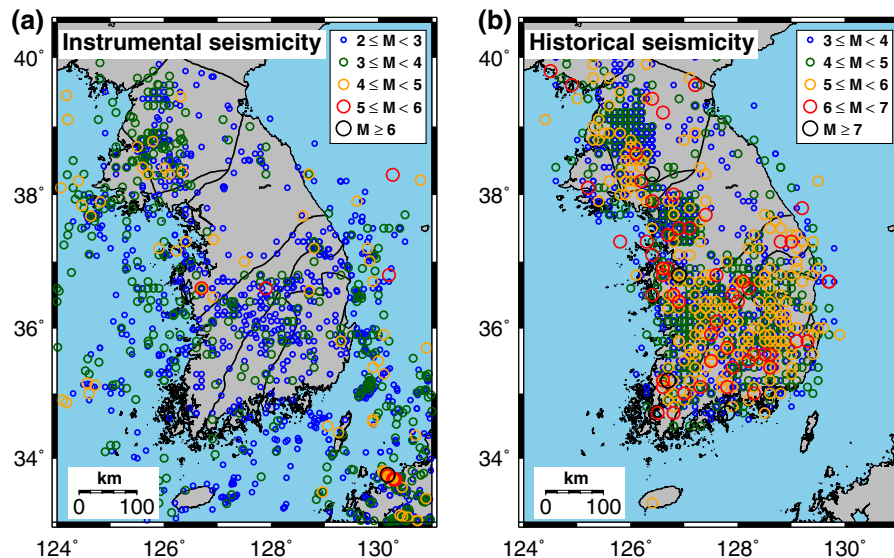 (a)
Instrumental seismicity
2 ≤ M < 3
3 ≤ M < 4
4 ≤ M < 5
5 ≤ M < 6
M ≥ 6
40˚
38˚
36˚
34˚
km
0 100
124˚ 126˚ 128˚ 130˚
(b)
Historical seismicity
3 ≤ M < 4
4 ≤ M < 5
5 ≤ M < 6
6 ≤ M < 7
M ≥ 7
40˚
38˚
36˚
34˚
km
0 100
124˚ 126˚ 128˚ 130˚